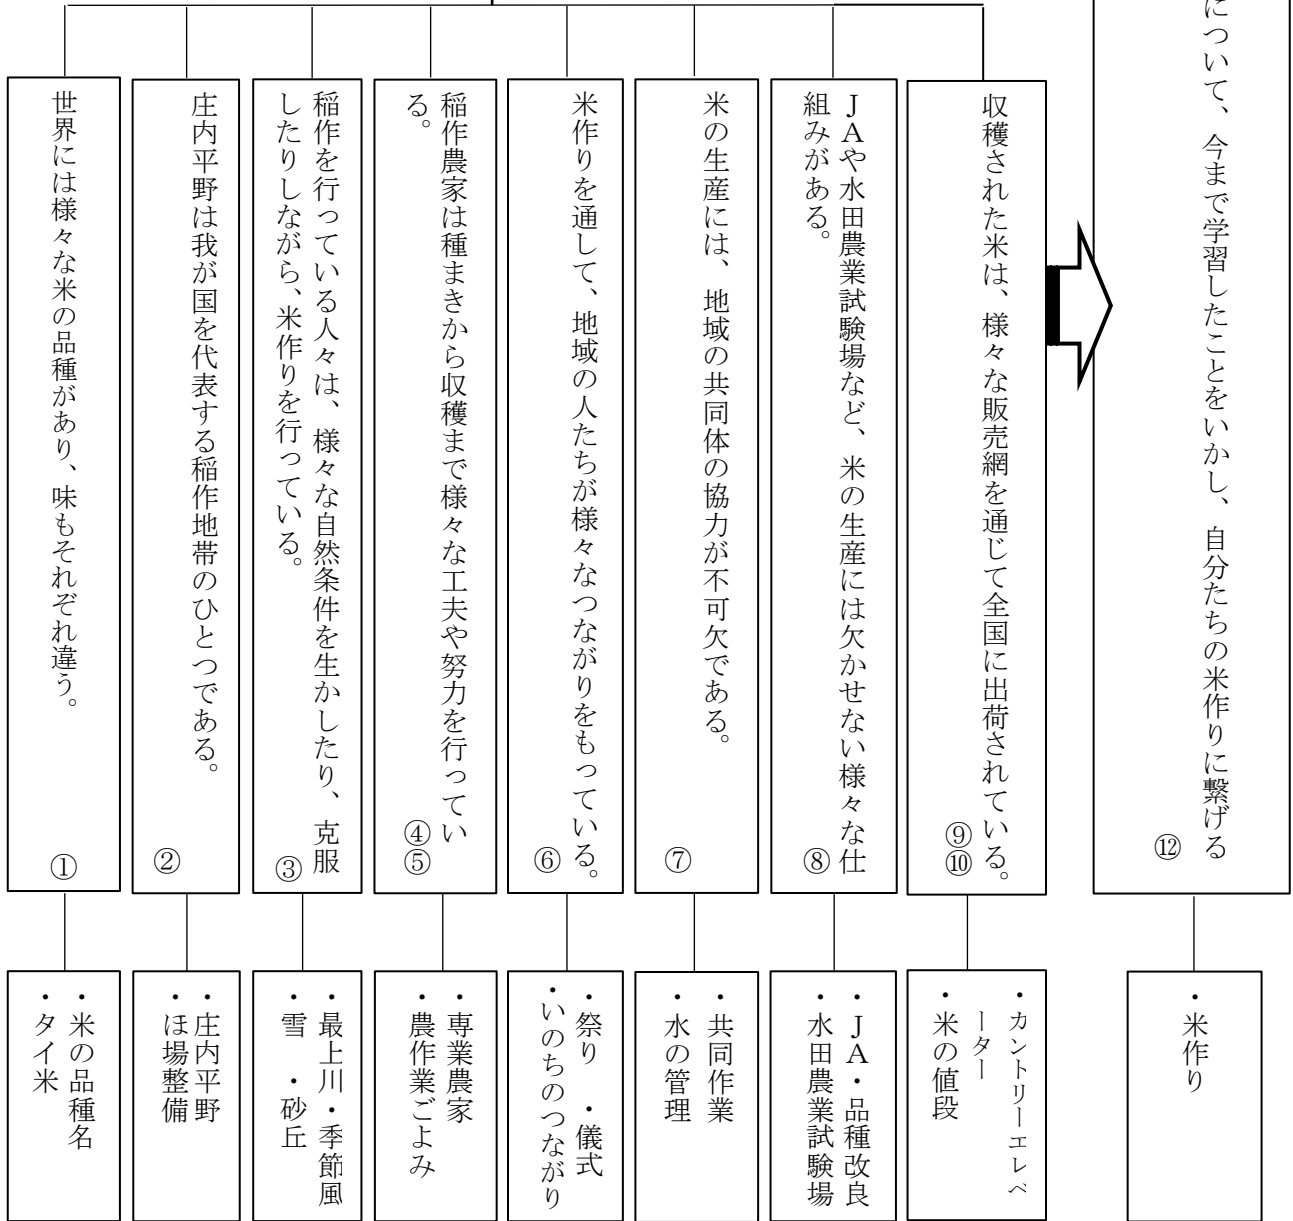 について、今まで学習したことをいかし、自分たちの米作りに繋げる
⑫
収穫された米は、様々な販売網を通じて全国に出荷されている。
⑨
⑩
ＪＡや水田農業試験場など、米の生産には欠かせない様々な仕
組みがある。
⑧
米の生産には、地域の共同体の協力が不可欠である。
⑦
米作りを通して、地域の人たちが様々なつながりをもっている。
⑥
稲作農家は種まきから収穫まで様々な工夫や努力を行ってい
る。
④
⑤
稲作を行っている人々は、様々な自然条件を生かしたり、克服
したりしながら、米作りを行っている。
③
庄内平野は我が国を代表する稲作地帯のひとつである。
②
世界には様々な米の品種があり、味もそれぞれ違う。
①
・米作り
・カントリーエレベ
ーター
・米の値段
・ＪＡ・品種改良
・水田農業試験場
・共同作業
・水の管理
・祭り ・儀式
・いのちのつながり
・専業農家
・農作業ごよみ
・最上川・季節風
・雪 ・砂丘
・庄内平野
・ほ場整備
・米の品種名
・タイ米